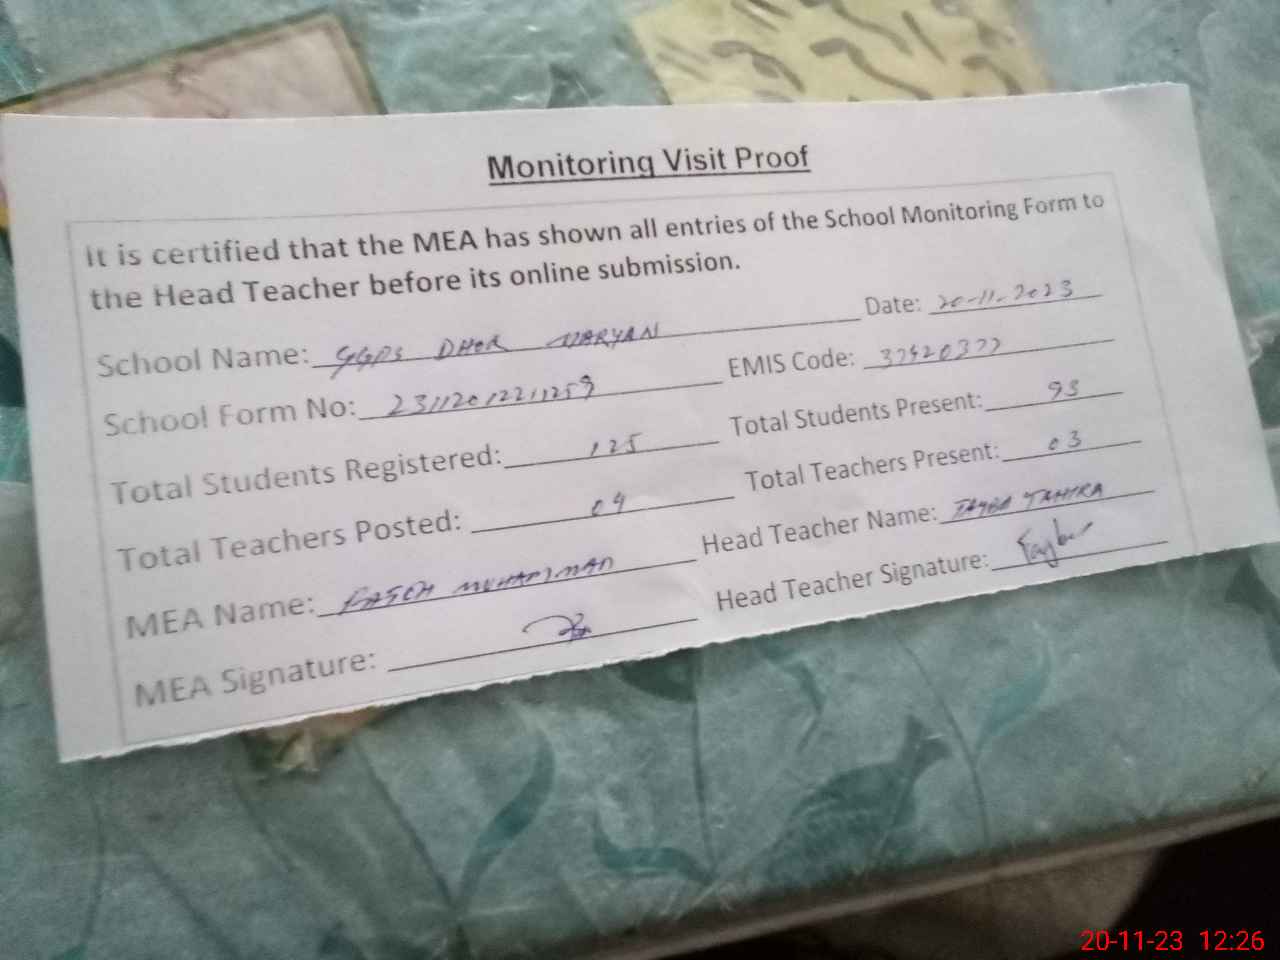 Monitoring Visit Proof
It is certified that the MEA has shown all entries of the School Monitoring Form to
the Head Teacher before its online submission.
School Name: GGPS DHOK Date: 20-11-2023
School Form No: EMIS Code:
Total Students Registered: 125 Total Students Present: 93
Total Teachers Posted: 04 Total Teachers Present: 03
MEA Name: MUHAMMAD Head Teacher Name: TAYBA TAHIRA
MEA Signature: Head Teacher Signature:
20-11-23 12:26